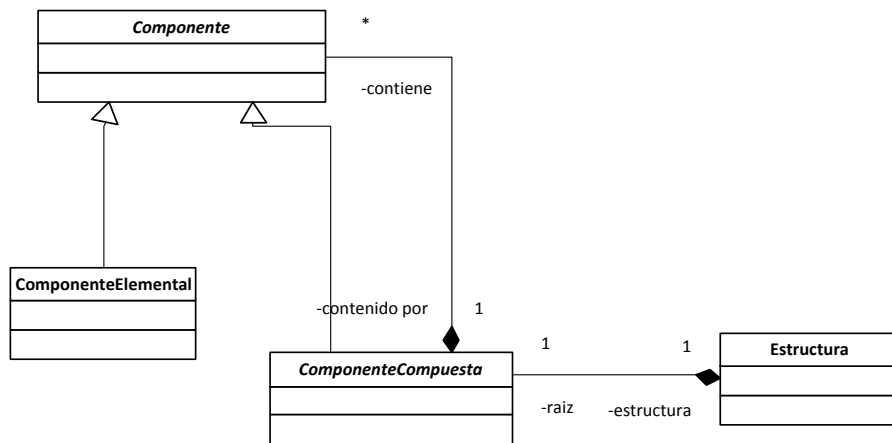 Componente
*
-contiene
ComponenteElemental
-contenido por
1
ComponenteCompuesta
1
1
Estructura
-raiz
-estructura